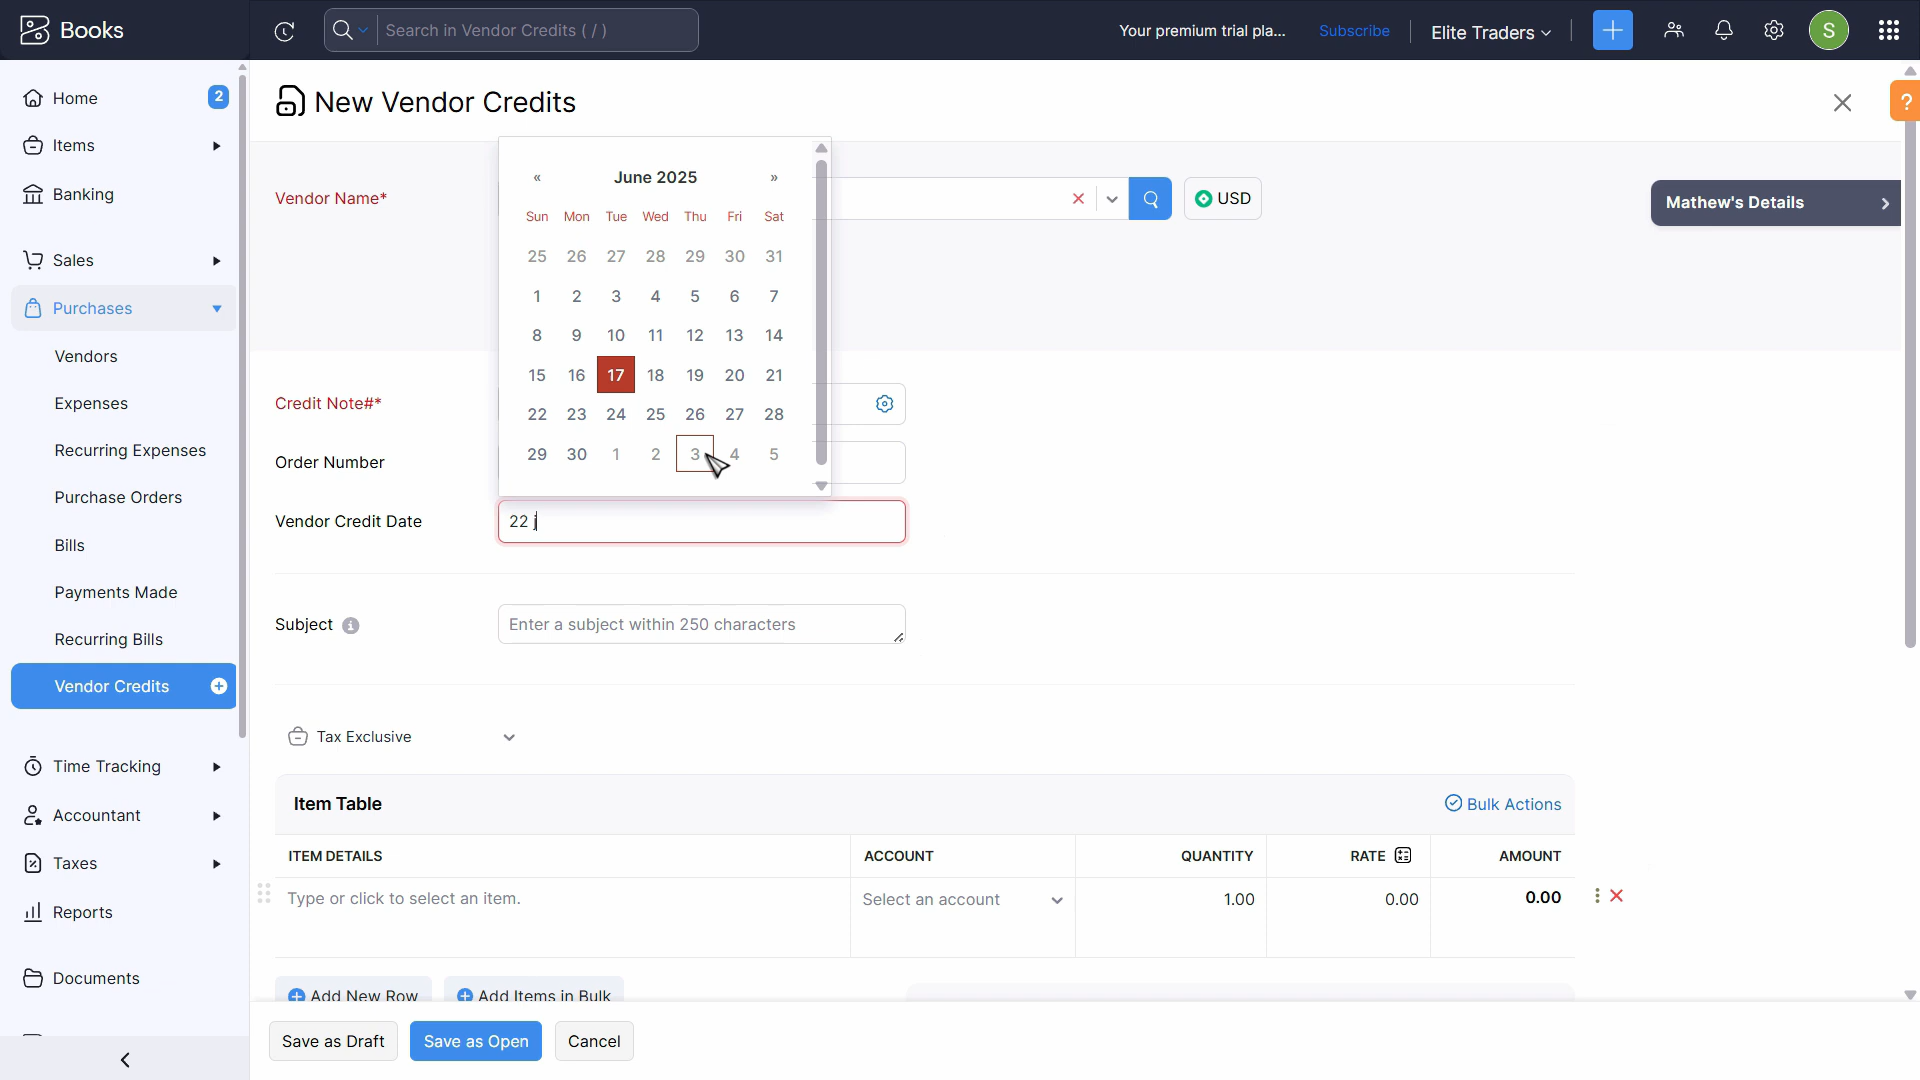 Books
Search in Vendor Credits ( / )
Your premium trial pla...
Subscribe
Elite Traders
S
Home
2
Items
Banking
Sales
Purchases
Vendors
Expenses
Recurring Expenses
Purchase Orders
Bills
Payments Made
Recurring Bills
Vendor Credits
Time Tracking
Accountant
Taxes
Reports
Documents
New Vendor Credits
?
Vendor Name*
USD
Mathew's Details
« June 2025 »
Sun Mon Tue Wed Thu Fri Sat
25 26 27 28 29 30 31
1 2 3 4 5 6 7
8 9 10 11 12 13 14
15 16 17 18 19 20 21
22 23 24 25 26 27 28
29 30 1 2 3 4 5
Credit Note#*
Order Number
Vendor Credit Date
22 j
Subject
Enter a subject within 250 characters
Tax Exclusive
Item Table
Bulk Actions
ITEM DETAILS ACCOUNT QUANTITY RATE AMOUNT
Type or click to select an item. Select an account 1.00 0.00 0.00
Add New Row
Add Items in Bulk
Save as Draft
Save as Open
Cancel